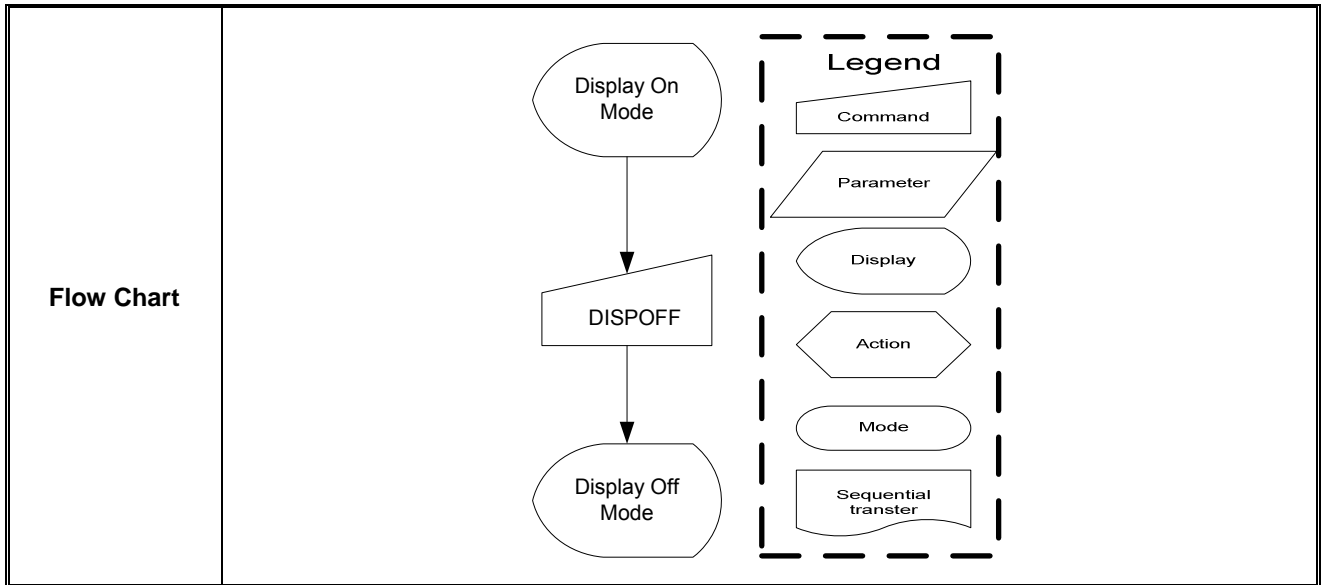 Flow Chart
Display On
Mode
DISPOFF
Display Off
Mode
Legend
Command
Parameter
Display
Action
Mode
Sequential
transter